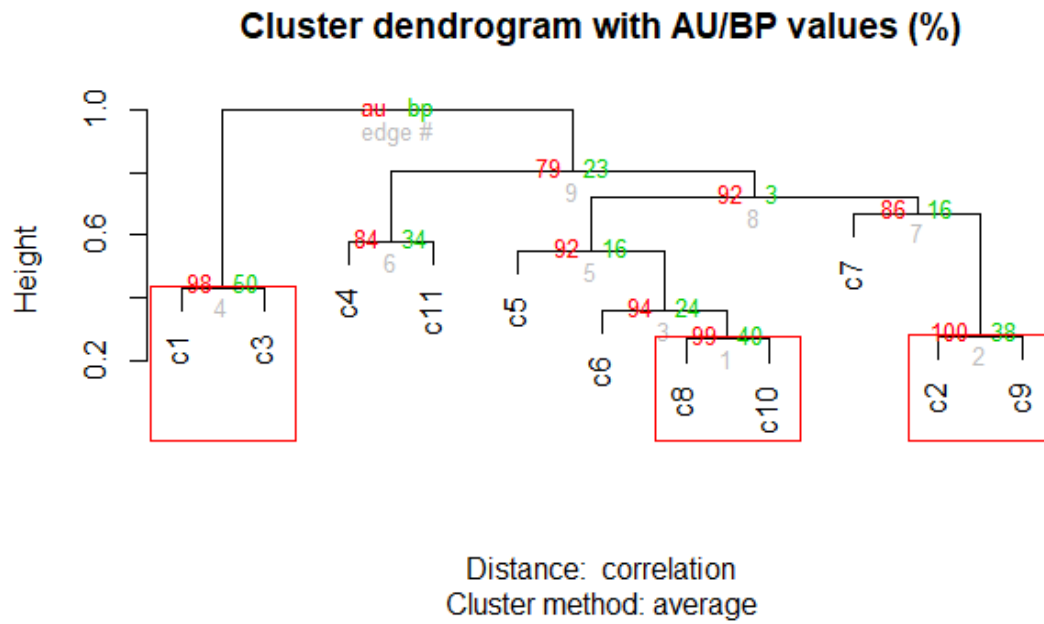 Cluster dendrogram with AU/BP values (%)
Height
1.0
0.6
0.2
au bp
edge #
79 23
9
92 3
8
86 16
7
84 34
6
92 16
5
98 50
4
94 24
3
99 40
1
100 38
2
c1
c3
c4
c11
c5
c6
c8
c10
c7
c2
c9
Distance: correlation
Cluster method: average